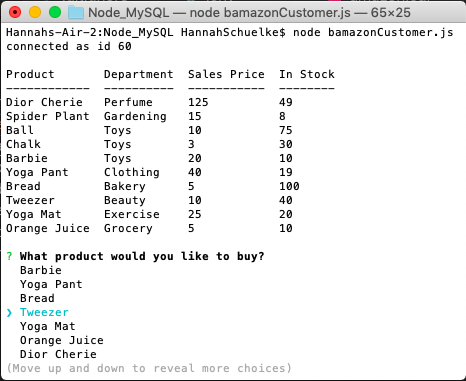 Node_MySQL — node bamazonCustomer.js — 65×25
Hannahs-Air-2:Node_MySQL HannahSchuelke$ node bamazonCustomer.js
connected as id 60
Product       Department  Sales Price  In Stock
------------  ----------  -----------  --------
Dior Cherie   Perfume     125          49
Spider Plant  Gardening   15           8
Ball          Toys        10           75
Chalk         Toys        3            30
Barbie        Toys        20           10
Yoga Pant     Clothing    40           19
Bread         Bakery      5            100
Tweezer       Beauty      10           40
Yoga Mat      Exercise    25           20
Orange Juice  Grocery     5            10
? What product would you like to buy?
  Barbie
  Yoga Pant
  Bread
❯ Tweezer
  Yoga Mat
  Orange Juice
  Dior Cherie
(Move up and down to reveal more choices)